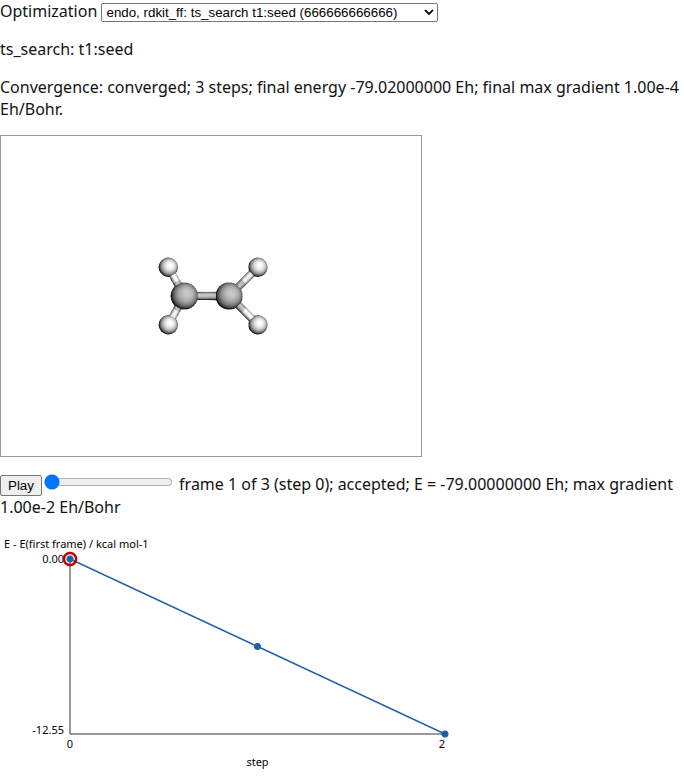 Optimization endo, rdkit_ff: ts_search t1:seed (666666666666)
ts_search: t1:seed
Convergence: converged; 3 steps; final energy -79.02000000 Eh; final max gradient 1.00e-4
Eh/Bohr.
Play frame 1 of 3 (step 0); accepted; E = -79.00000000 Eh; max gradient
1.00e-2 Eh/Bohr
E - E(first frame) / kcal mol-1
0.00
-12.55
0 2
step